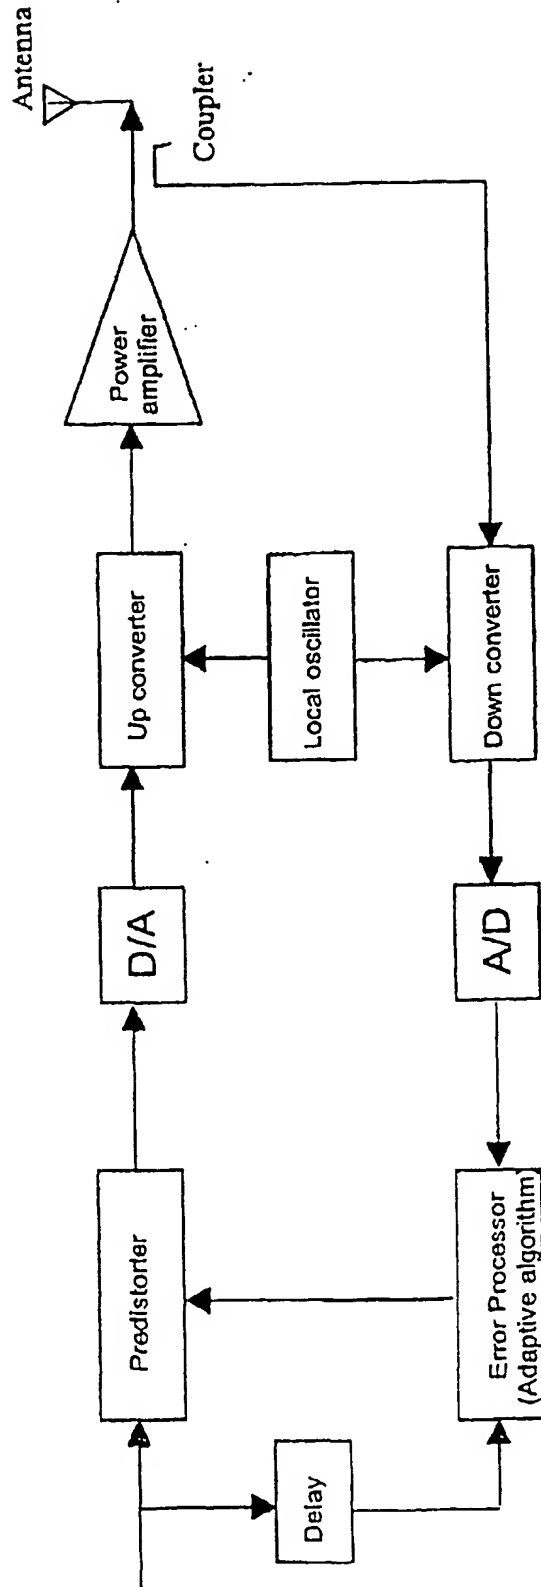 Antenna
Coupler
Power
amplifier
Up converter
Local oscillator
Down converter
D/A
A/D
Predistorter
Error Processor
(Adaptive algorithm)
Delay